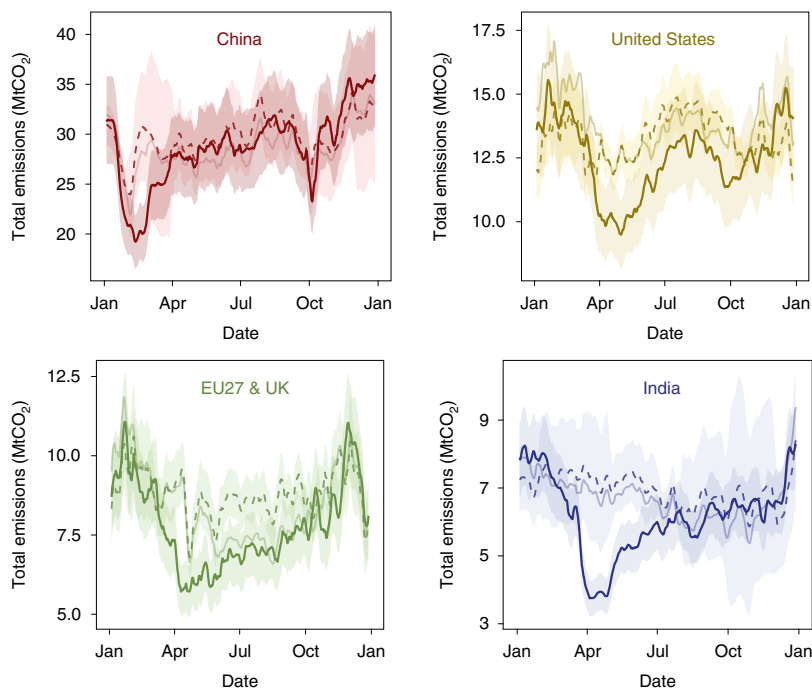 China
Total emissions (MtCO₂)
40
35
30
25
20
Jan Apr Jul Oct Jan
Date
United States
Total emissions (MtCO₂)
17.5
15.0
12.5
10.0
Jan Apr Jul Oct Jan
Date
EU27 & UK
Total emissions (MtCO₂)
12.5
10.0
7.5
5.0
Jan Apr Jul Oct Jan
Date
India
Total emissions (MtCO₂)
9
7
5
3
Jan Apr Jul Oct Jan
Date